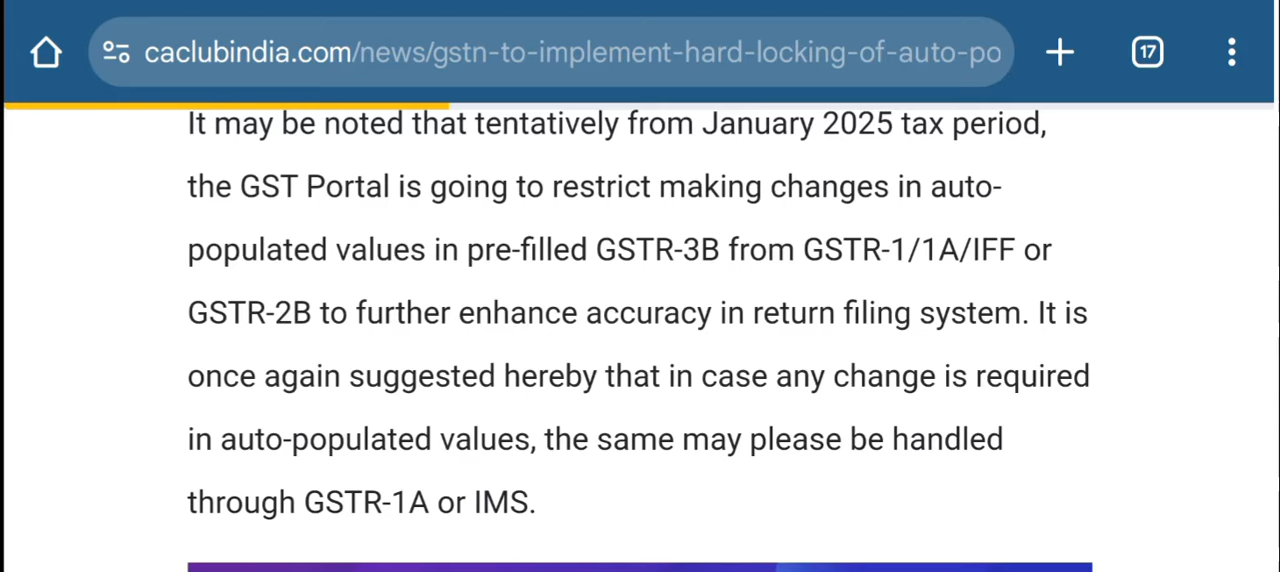 caclubindia.com/news/gstn-to-implement-hard-locking-of-auto-po
17
It may be noted that tentatively from January 2025 tax period,
the GST Portal is going to restrict making changes in auto-
populated values in pre-filled GSTR-3B from GSTR-1/1A/IFF or
GSTR-2B to further enhance accuracy in return filing system. It is
once again suggested hereby that in case any change is required
in auto-populated values, the same may please be handled
through GSTR-1A or IMS.